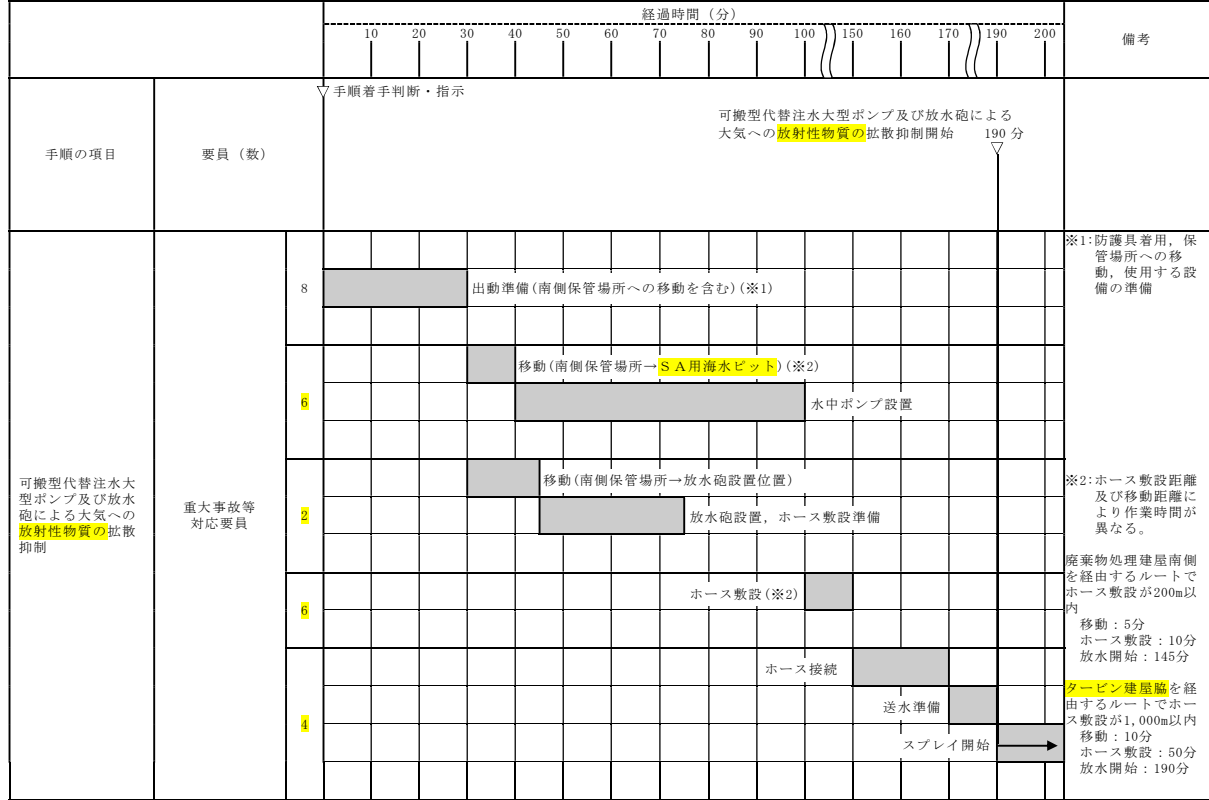 経過時間（分）
10 20 30 40 50 60 70 80 90 100 150 160 170 190 200
備考
手順の項目
要員（数）
▽手順着手判断・指示
可搬型代替注水大型ポンプ及び放水砲による
大気への放射性物質の拡散抑制開始　190 分
▽
可搬型代替注水大
型ポンプ及び放水
砲による大気への
放射性物質の拡散
抑制
重大事故等
対応要員
8
出動準備(南側保管場所への移動を含む)(※1)
6
移動(南側保管場所→ＳＡ用海水ピット)(※2)
水中ポンプ設置
2
移動(南側保管場所→放水砲設置位置)
放水砲設置，ホース敷設準備
6
ホース敷設(※2)
4
ホース接続
送水準備
スプレイ開始
※1:防護具着用，保
管場所への移
動，使用する設
備の準備
※2:ホース敷設距離
及び移動距離に
より作業時間が
異なる。
廃棄物処理建屋南側
を経由するルートで
ホース敷設が200m以
内
移動：5分
ホース敷設：10分
放水開始：145分
タービン建屋脇を経
由するルートでホー
ス敷設が1,000m以内
移動：10分
ホース敷設：50分
放水開始：190分